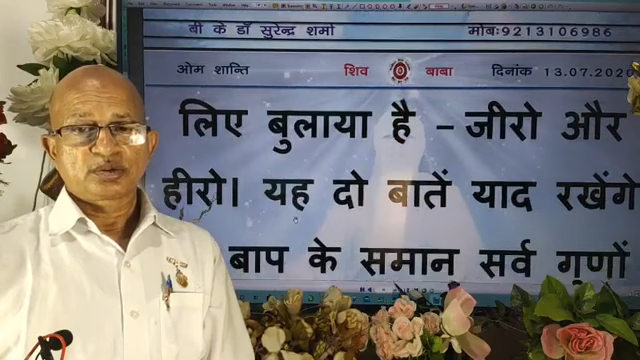 बी के डॉ सुरेन्द्र शर्मा मोबः9213106986
ओम शान्ति शिव बाबा दिनांक 13.07.2020
लिए बुलाया है – जीरो और
हीरो। यह दो बातें याद रखेंगे
बाप के समान सर्व गुणों